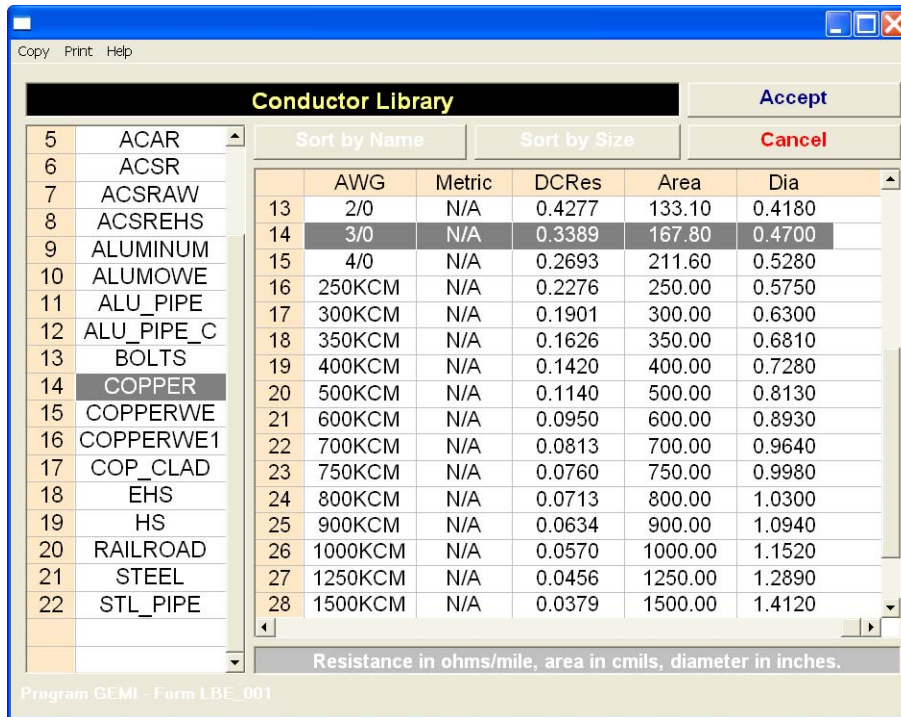 Copy Print Help
Conductor Library
Accept
Sort by Name
Sort by Size
Cancel
5 ACAR
6 ACSR
7 ACSRAW
8 ACSREHS
9 ALUMINUM
10 ALUMOWE
11 ALU_PIPE
12 ALU_PIPE_C
13 BOLTS
14 COPPER
15 COPPERWE
16 COPPERWE1
17 COP_CLAD
18 EHS
19 HS
20 RAILROAD
21 STEEL
22 STL_PIPE
AWG Metric DCRes Area Dia
13 2/0 N/A 0.4277 133.10 0.4180
14 3/0 N/A 0.3389 167.80 0.4700
15 4/0 N/A 0.2693 211.60 0.5280
16 250KCM N/A 0.2276 250.00 0.5750
17 300KCM N/A 0.1901 300.00 0.6300
18 350KCM N/A 0.1626 350.00 0.6810
19 400KCM N/A 0.1420 400.00 0.7280
20 500KCM N/A 0.1140 500.00 0.8130
21 600KCM N/A 0.0950 600.00 0.8930
22 700KCM N/A 0.0813 700.00 0.9640
23 750KCM N/A 0.0760 750.00 0.9980
24 800KCM N/A 0.0713 800.00 1.0300
25 900KCM N/A 0.0634 900.00 1.0940
26 1000KCM N/A 0.0570 1000.00 1.1520
27 1250KCM N/A 0.0456 1250.00 1.2890
28 1500KCM N/A 0.0379 1500.00 1.4120
Resistance in ohms/mile, area in cmils, diameter in inches.
Program GEMI - Form LBE_001